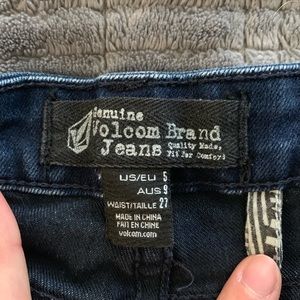 Genuine
Volcom Brand
Jeans
Quality Made,
Fit for Comfort
US/EU 5
AUS 9
WAIST/TAILLE 27
MADE IN CHINA
FAIT EN CHINE
volcom.com